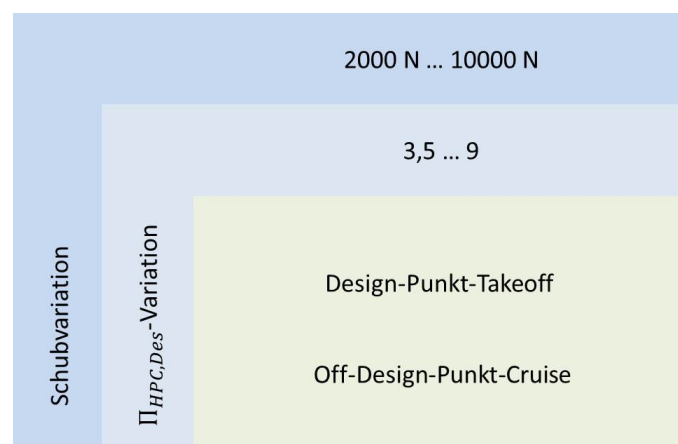 2000 N ... 10000 N
3,5 ... 9
Schubvariation
Π_{HPC,Des}-Variation
Design-Punkt-Takeoff
Off-Design-Punkt-Cruise